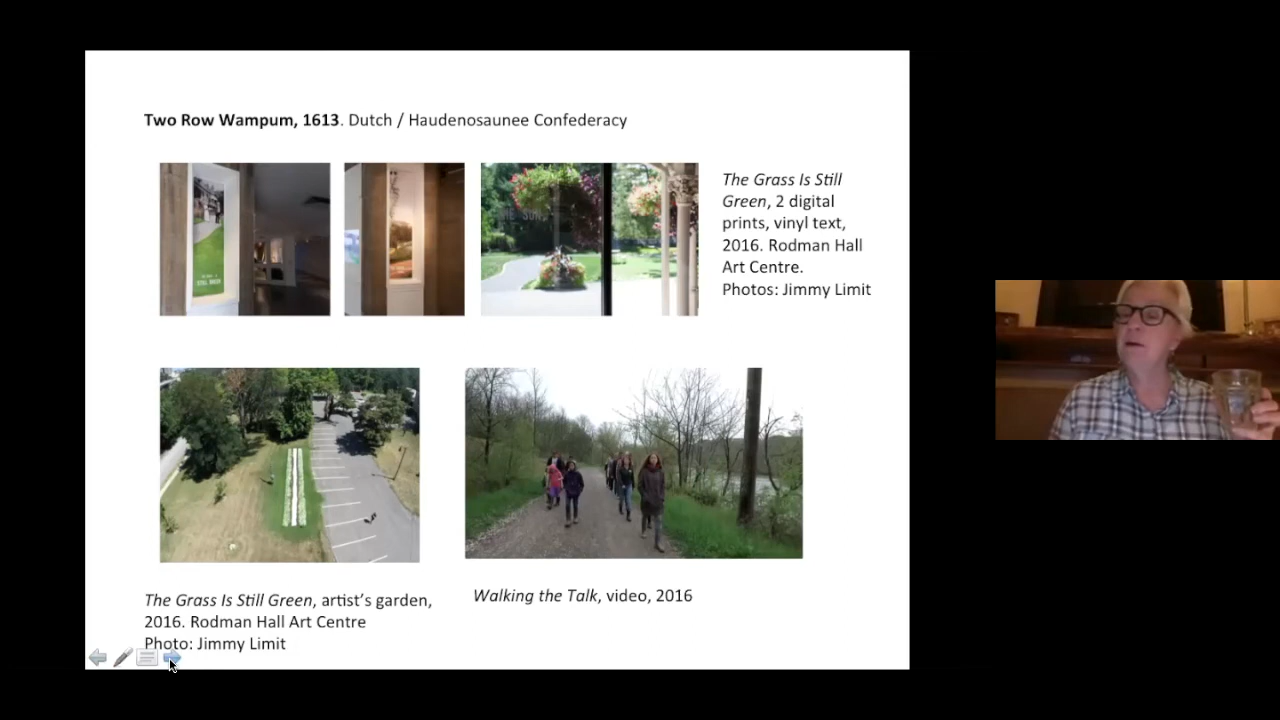 Two Row Wampum, 1613. Dutch / Haudenosaunee Confederacy
The Grass Is Still
Green, 2 digital
prints, vinyl text,
2016. Rodman Hall
Art Centre.
Photos: Jimmy Limit
STILL GREEN
The Grass Is Still Green, artist’s garden,
2016. Rodman Hall Art Centre
Photo: Jimmy Limit
Walking the Talk, video, 2016